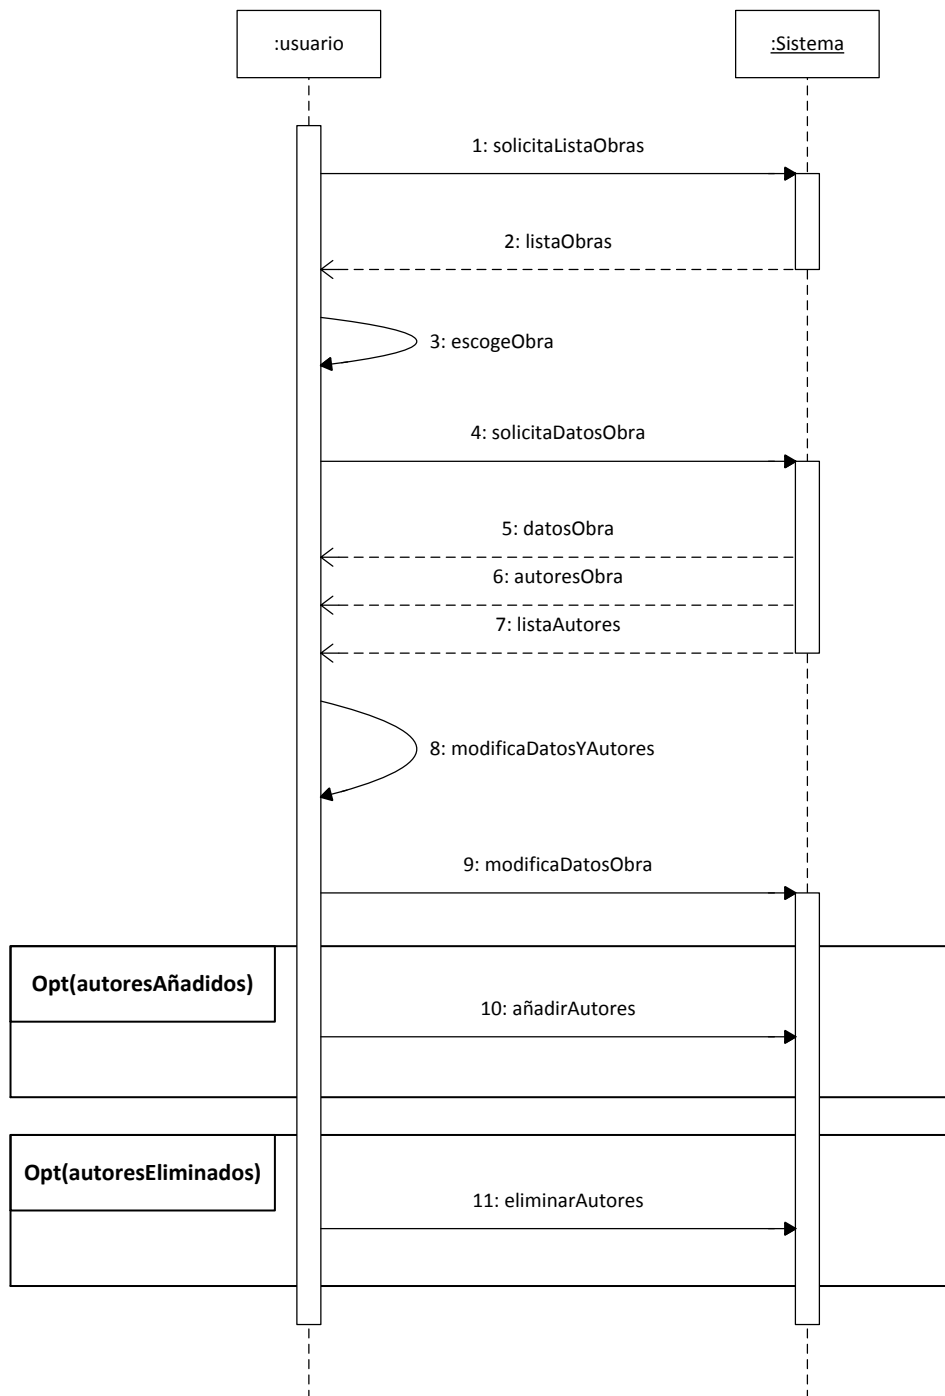 :usuario
:Sistema
1: solicitaListaObras
2: listaObras
3: escogeObra
4: solicitaDatosObra
5: datosObra
6: autoresObra
7: listaAutores
8: modificaDatosYAutores
9: modificaDatosObra
Opt(autoresAñadidos)
10: añadirAutores
Opt(autoresEliminados)
11: eliminarAutores